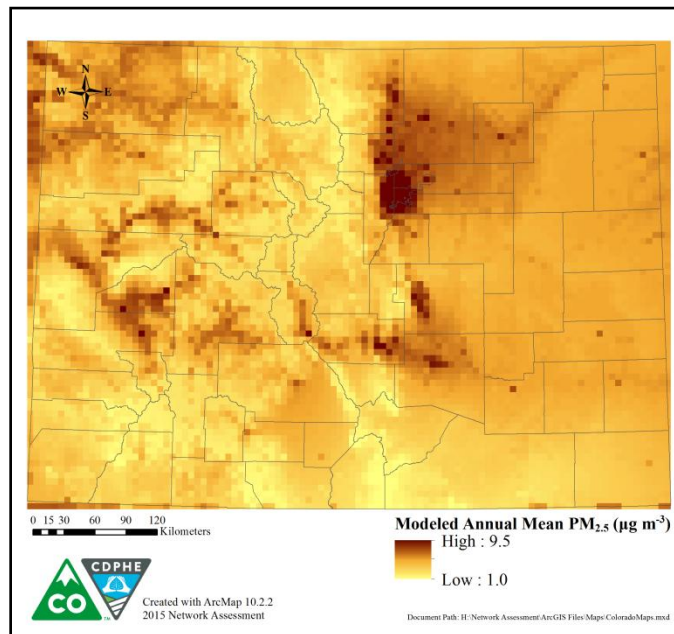 N
W E
S
0 15 30 60 90 120
Kilometers
Modeled Annual Mean PM2.5 (µg m-3)
High : 9.5
Low : 1.0
CO
CDPHE
TM
Created with ArcMap 10.2.2
2015 Network Assessment
Document Path: H:\Network Assessment\ArcGIS Files\Maps\ColoradoMaps.mxd